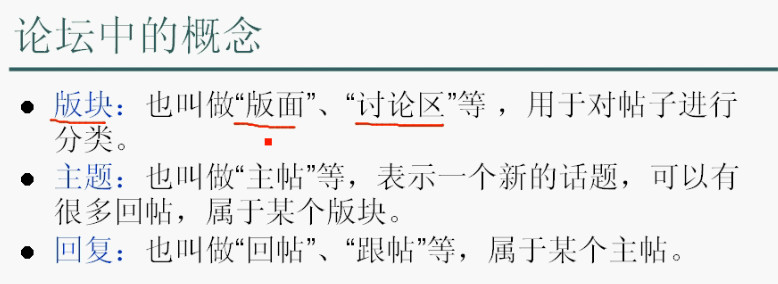 论坛中的概念
● 版块：也叫做“版面”、“讨论区”等 ，用于对帖子进行
分类。
● 主题：也叫做“主帖”等，表示一个新的话题，可以有
很多回帖，属于某个版块。
● 回复：也叫做“回帖”、“跟帖”等，属于某个主帖。